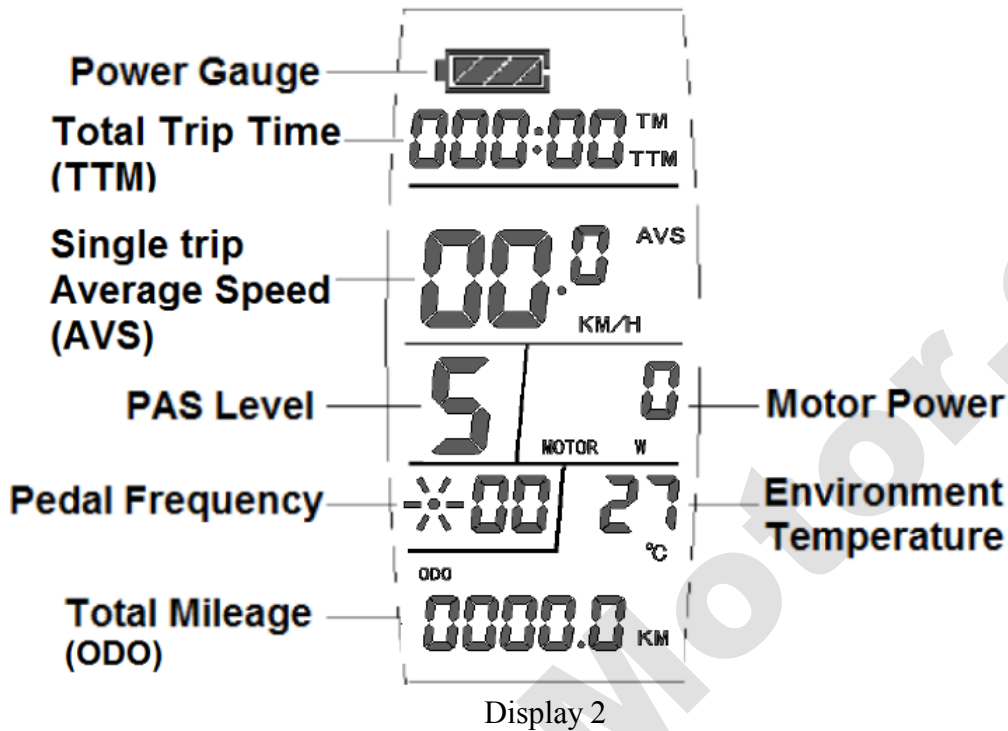 Power Gauge
Total Trip Time
(TTM)
000:00 TM
TTM
Single trip
Average Speed
(AVS)
00.0 AVS
KM/H
PAS Level
5
0
MOTOR W
Motor Power
Pedal Frequency
00
27
°C
Environment
Temperature
Total Mileage
(ODO)
ODO
0000.0 KM
Motor.
Display 2